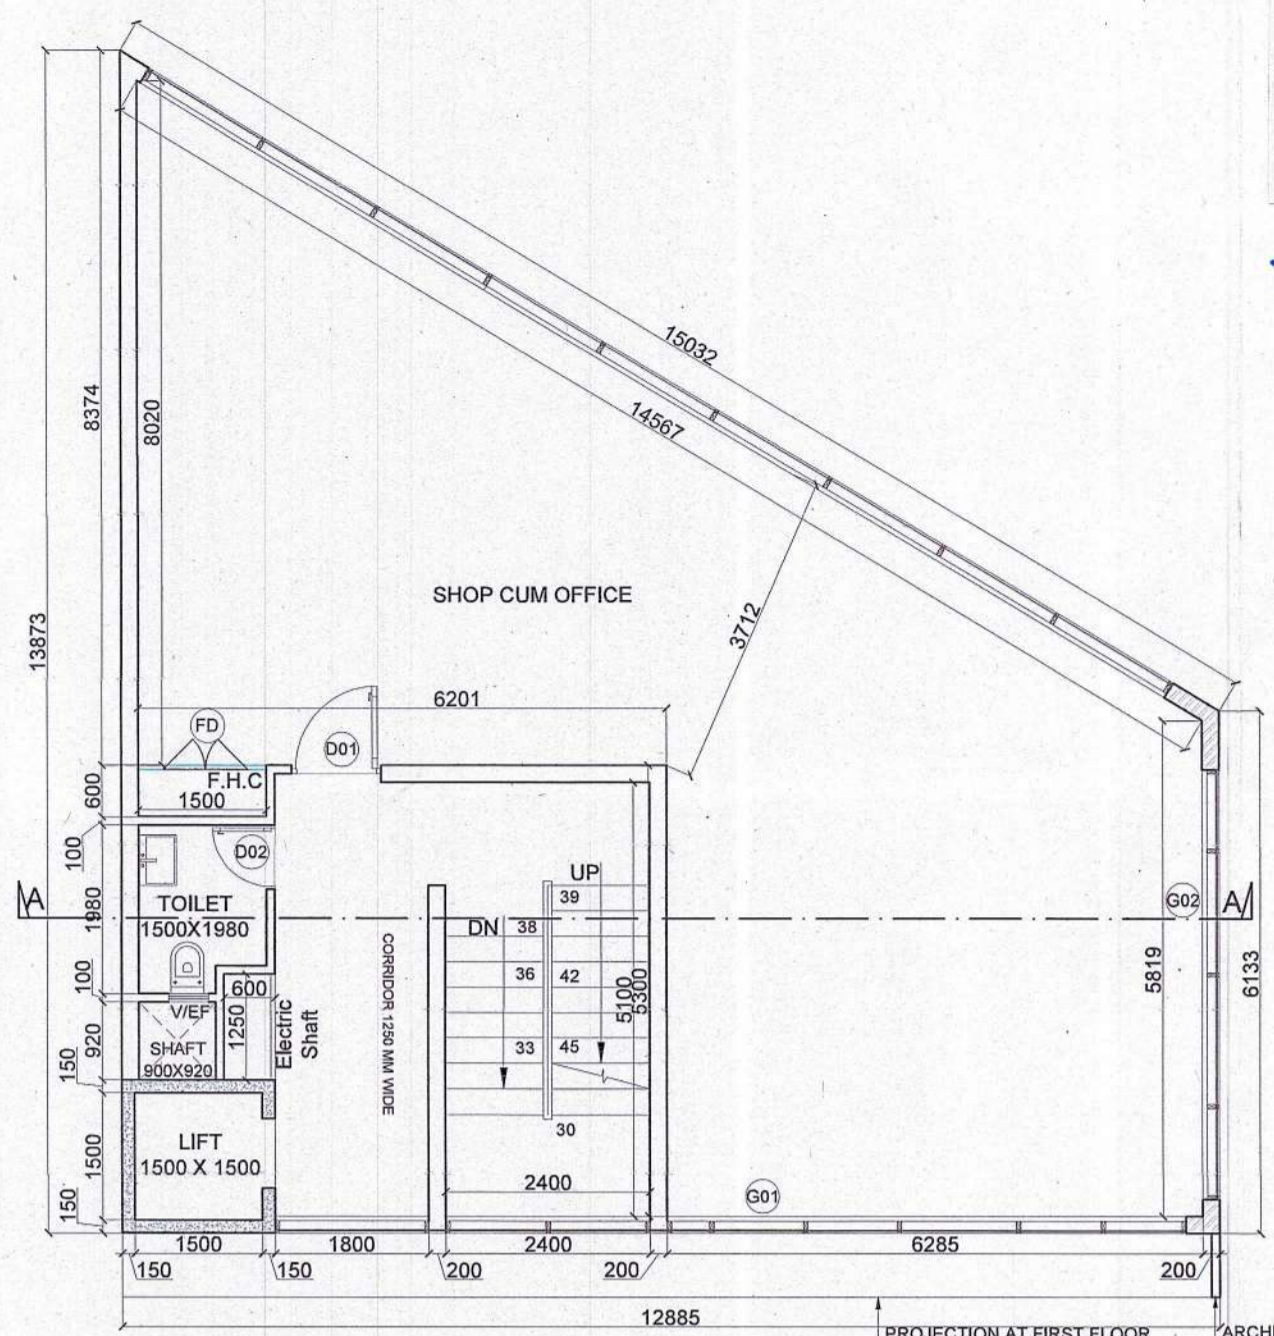 15032
14567
8374
8020
13873
SHOP CUM OFFICE
3712
6201
FD
D01
F.H.C
1500
600
100
D02
UP
39
A
TOILET
1500X1980
1980
DN
38
G02
A
36
42
CORRIDOR 1250 MM WIDE
5100
5300
5819
6133
100
600
V/EF
1250
Electric
Shaft
920
SHAFT
900X920
33
45
150
30
LIFT
1500 X 1500
1500
2400
G01
150
1500
1800
2400
6285
150
150
200
200
200
12885
PROJECTION AT FIRST FLOOR
ARCHI